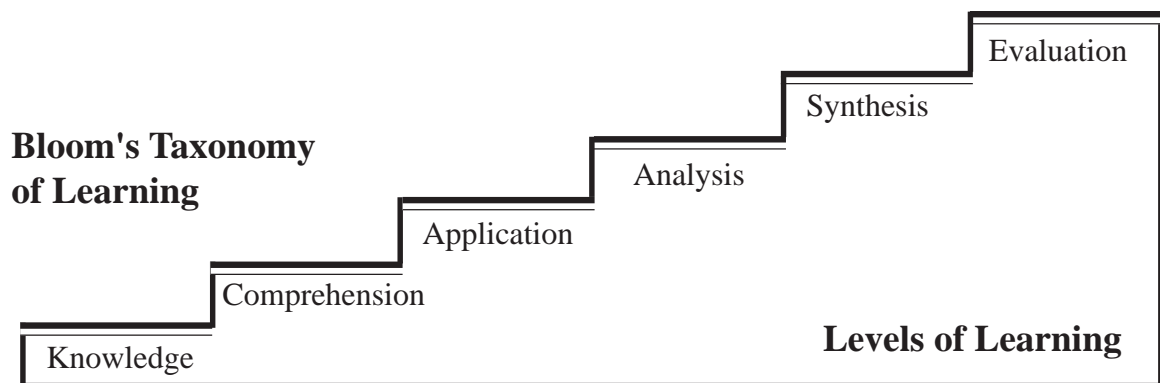 Evaluation
Synthesis
Bloom's Taxonomy
of Learning
Analysis
Application
Comprehension
Levels of Learning
Knowledge